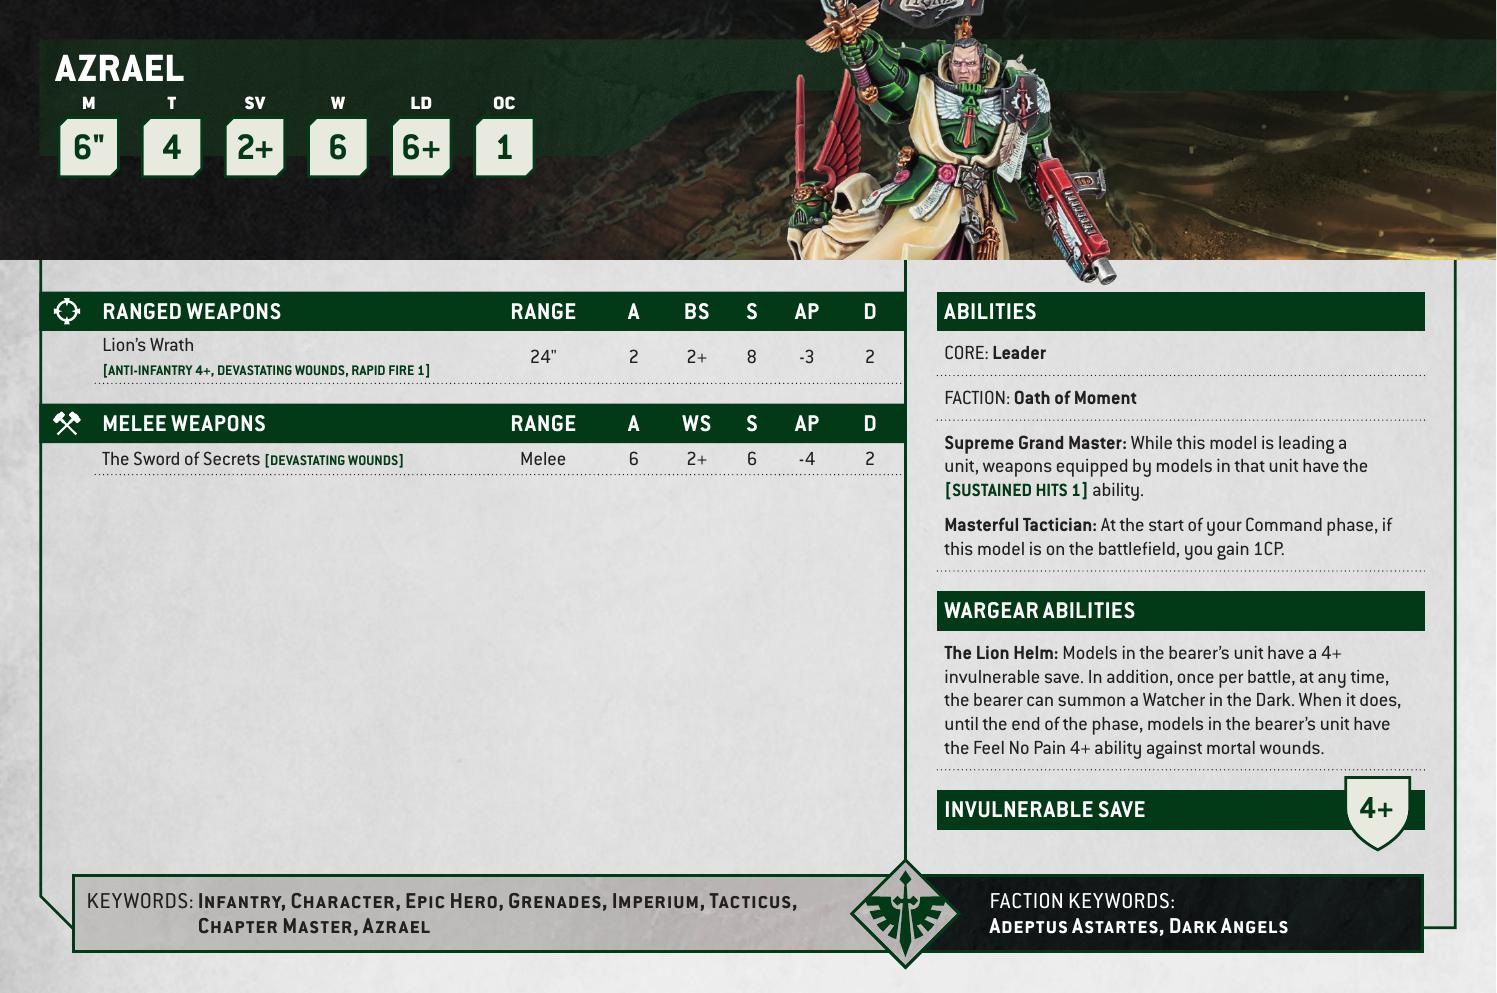 AZRAEL
M T SV W LD OC
6" 4 2+ 6 6+ 1
RANGED WEAPONS RANGE A BS S AP D
Lion's Wrath
[ANTI-INFANTRY 4+, DEVASTATING WOUNDS, RAPID FIRE 1] 24" 2 2+ 8 -3 2
MELEE WEAPONS RANGE A WS S AP D
The Sword of Secrets [DEVASTATING WOUNDS] Melee 6 2+ 6 -4 2
ABILITIES
CORE: Leader
FACTION: Oath of Moment
Supreme Grand Master: While this model is leading a
unit, weapons equipped by models in that unit have the
[SUSTAINED HITS 1] ability.
Masterful Tactician: At the start of your Command phase, if
this model is on the battlefield, you gain 1CP.
WARGEAR ABILITIES
The Lion Helm: Models in the bearer's unit have a 4+
invulnerable save. In addition, once per battle, at any time,
the bearer can summon a Watcher in the Dark. When it does,
until the end of the phase, models in the bearer's unit have
the Feel No Pain 4+ ability against mortal wounds.
INVULNERABLE SAVE 4+
KEYWORDS: INFANTRY, CHARACTER, EPIC HERO, GRENADES, IMPERIUM, TACTICUS,
CHAPTER MASTER, AZRAEL
FACTION KEYWORDS:
ADEPTUS ASTARTES, DARK ANGELS